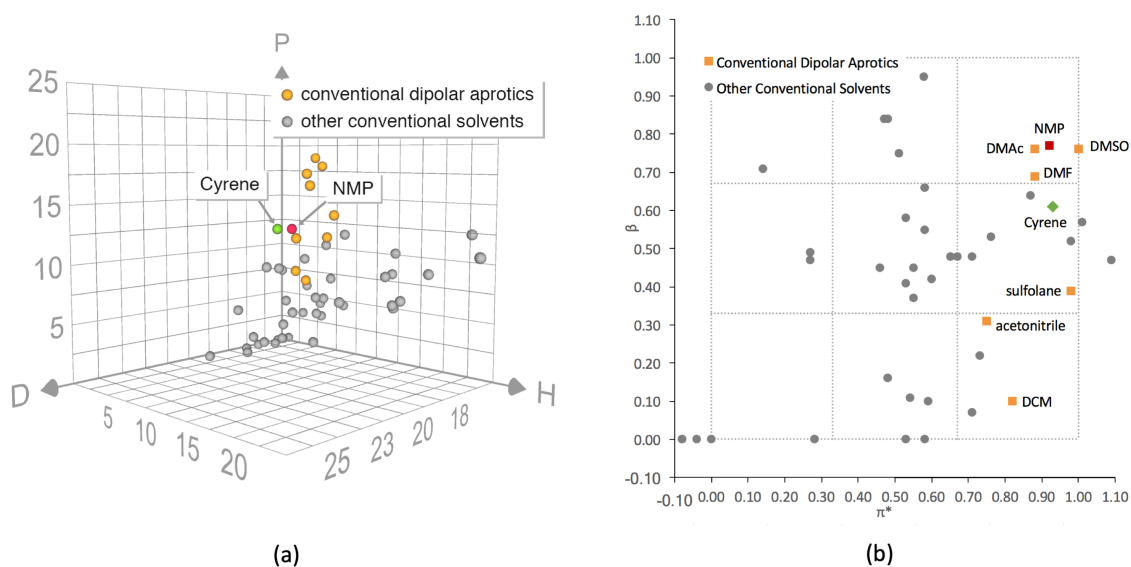 P
25
20
15
10
5
conventional dipolar aprotics
other conventional solvents
Cyrene
NMP
D
H
5
10
15
20
25
23
20
18
(a)
1.00
0.90
0.80
0.70
0.60
0.50
0.40
0.30
0.20
0.10
0.00
-0.10
β
Conventional Dipolar Aprotics
Other Conventional Solvents
NMP
DMAc
DMSO
DMF
Cyrene
sulfolane
acetonitrile
DCM
-0.10 0.00 0.10 0.20 0.30 0.40 0.50 0.60 0.70 0.80 0.90 1.00 1.10
π*
(b)